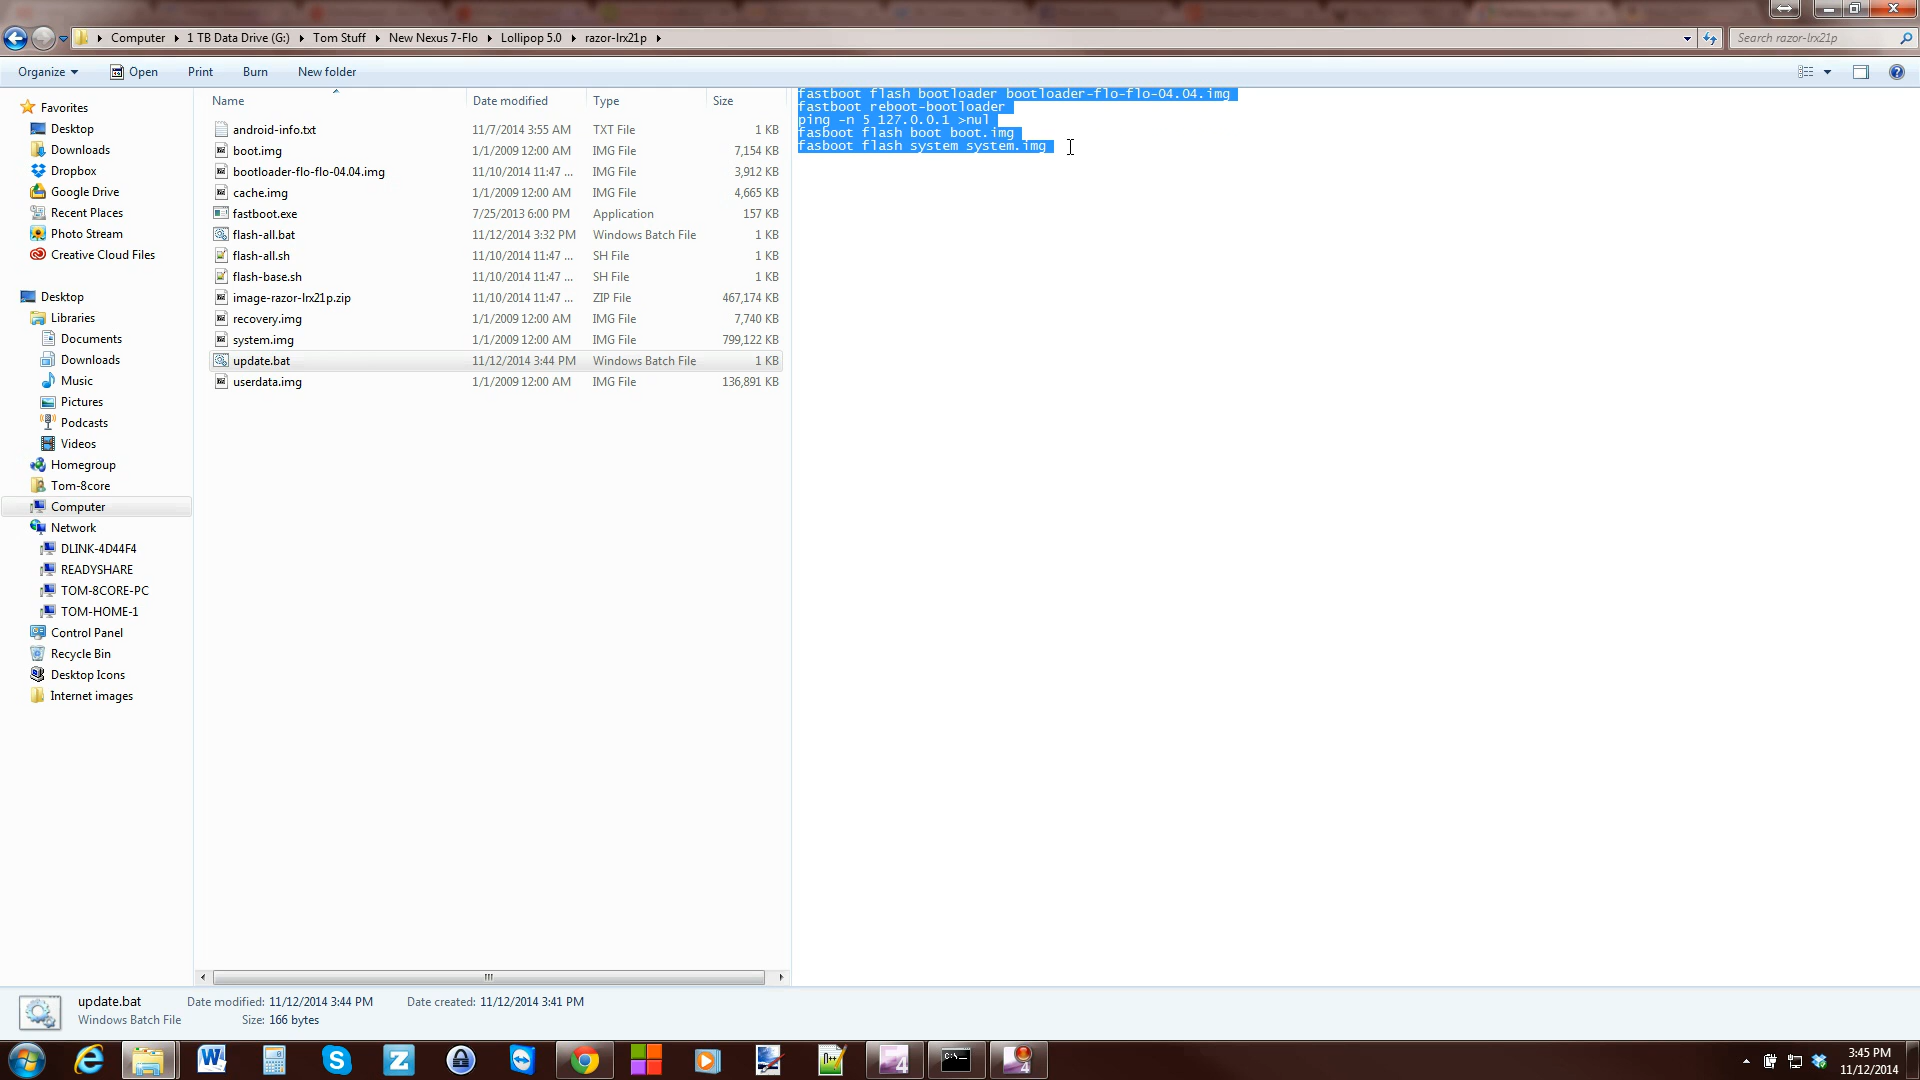 Computer ▸ 1 TB Data Drive (G:) ▸ Tom Stuff ▸ New Nexus 7-Flo ▸ Lollipop 5.0 ▸ razor-lrx21p ▸
Search razor-lrx21p
Organize Open Print Burn New folder
Favorites
Desktop
Downloads
Dropbox
Google Drive
Recent Places
Photo Stream
Creative Cloud Files
Desktop
Libraries
Documents
Downloads
Music
Pictures
Podcasts
Videos
Homegroup
Tom-8core
Computer
Network
DLINK-4D44F4
READYSHARE
TOM-8CORE-PC
TOM-HOME-1
Control Panel
Recycle Bin
Desktop Icons
Internet images
Name Date modified Type Size
android-info.txt 11/7/2014 3:55 AM TXT File 1 KB
boot.img 1/1/2009 12:00 AM IMG File 7,154 KB
bootloader-flo-flo-04.04.img 11/10/2014 11:47 ... IMG File 3,912 KB
cache.img 1/1/2009 12:00 AM IMG File 4,665 KB
fastboot.exe 7/25/2013 6:00 PM Application 157 KB
flash-all.bat 11/12/2014 3:32 PM Windows Batch File 1 KB
flash-all.sh 11/10/2014 11:47 ... SH File 1 KB
flash-base.sh 11/10/2014 11:47 ... SH File 1 KB
image-razor-lrx21p.zip 11/10/2014 11:47 ... ZIP File 467,174 KB
recovery.img 1/1/2009 12:00 AM IMG File 7,740 KB
system.img 1/1/2009 12:00 AM IMG File 799,122 KB
update.bat 11/12/2014 3:44 PM Windows Batch File 1 KB
userdata.img 1/1/2009 12:00 AM IMG File 136,891 KB
fastboot flash bootloader bootloader-flo-flo-04.04.img
fastboot reboot-bootloader
ping -n 5 127.0.0.1 >nul
fasboot flash boot boot.img
fasboot flash system system.img
update.bat Date modified: 11/12/2014 3:44 PM Date created: 11/12/2014 3:41 PM
Windows Batch File Size: 166 bytes
3:45 PM
11/12/2014